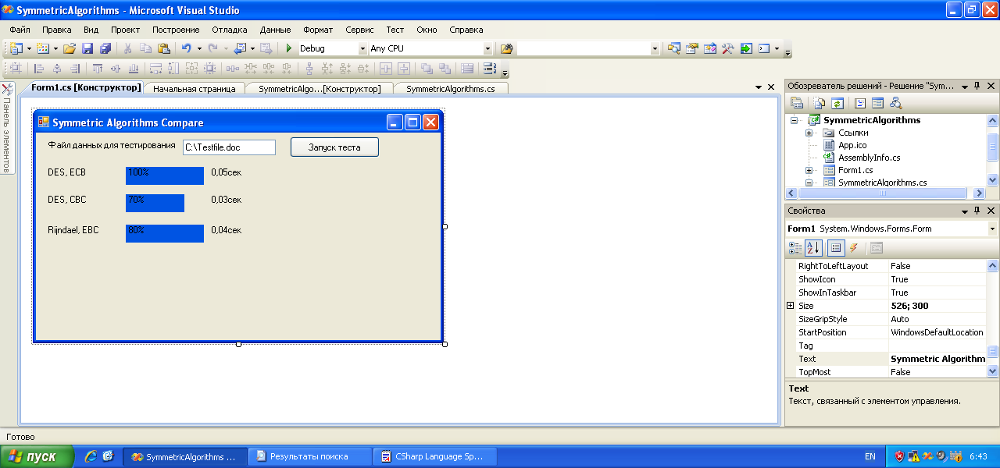 SymmetricAlgorithms - Microsoft Visual Studio
Файл Правка Вид Проект Построение Отладка Данные Формат Сервис Тест Окно Справка
Debug Any CPU
Панель элементов
Form1.cs [Конструктор] Начальная страница SymmetricAlgo...[Конструктор] SymmetricAlgorithms.cs
Symmetric Algorithms Compare
Файл данных для тестирования C:\Testfile.doc Запуск теста
DES, ECB 100% 0,05сек
DES, CBC 70% 0,03сек
Rijndael, EBC 80% 0,04сек
Обозреватель решений - Решение "Sym...
SymmetricAlgorithms
Ссылки
App.ico
AssemblyInfo.cs
Form1.cs
SymmetricAlgorithms.cs
Свойства
Form1 System.Windows.Forms.Form
RightToLeftLayout False
ShowIcon True
ShowInTaskbar True
Size 526; 300
SizeGripStyle Auto
StartPosition WindowsDefaultLocation
Tag
Text Symmetric Algorithm
TopMost False
Text
Текст, связанный с элементом управления.
Готово
пуск SymmetricAlgorithms ... Результаты поиска CSharp Language Sp... EN 6:43